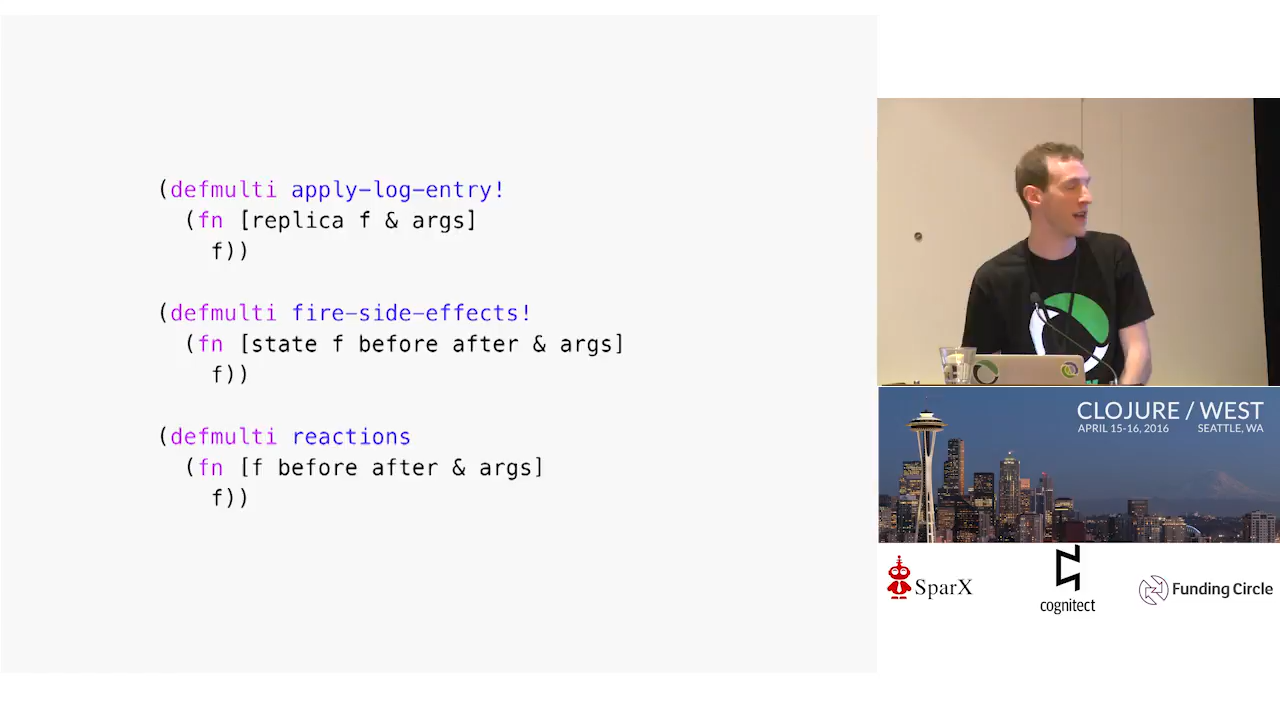 (defmulti apply-log-entry!
(fn [replica f & args]
f))
(defmulti fire-side-effects!
(fn [state f before after & args]
f))
(defmulti reactions
(fn [f before after & args]
f))
CLOJURE / WEST
APRIL 15-16, 2016 SEATTLE, WA
SparX
cognitect
Funding Circle